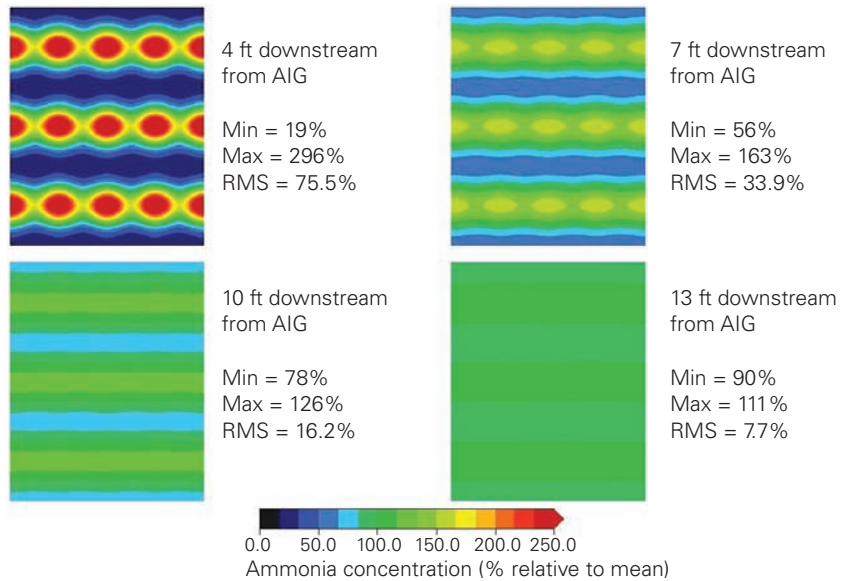 4 ft downstream
from AIG
Min = 19%
Max = 296%
RMS = 75.5%
7 ft downstream
from AIG
Min = 56%
Max = 163%
RMS = 33.9%
10 ft downstream
from AIG
Min = 78%
Max = 126%
RMS = 16.2%
13 ft downstream
from AIG
Min = 90%
Max = 111%
RMS = 7.7%
0.0 50.0 100.0 150.0 200.0 250.0
Ammonia concentration (% relative to mean)